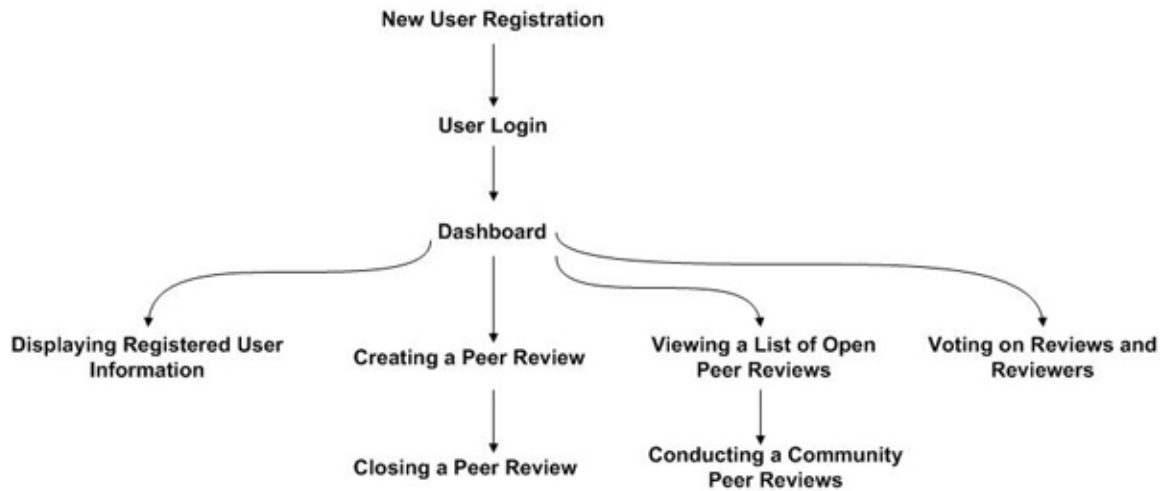 New User Registration
User Login
Dashboard
Displaying Registered User
Information
Creating a Peer Review
Viewing a List of Open
Peer Reviews
Voting on Reviews and
Reviewers
Closing a Peer Review
Conducting a Community
Peer Reviews